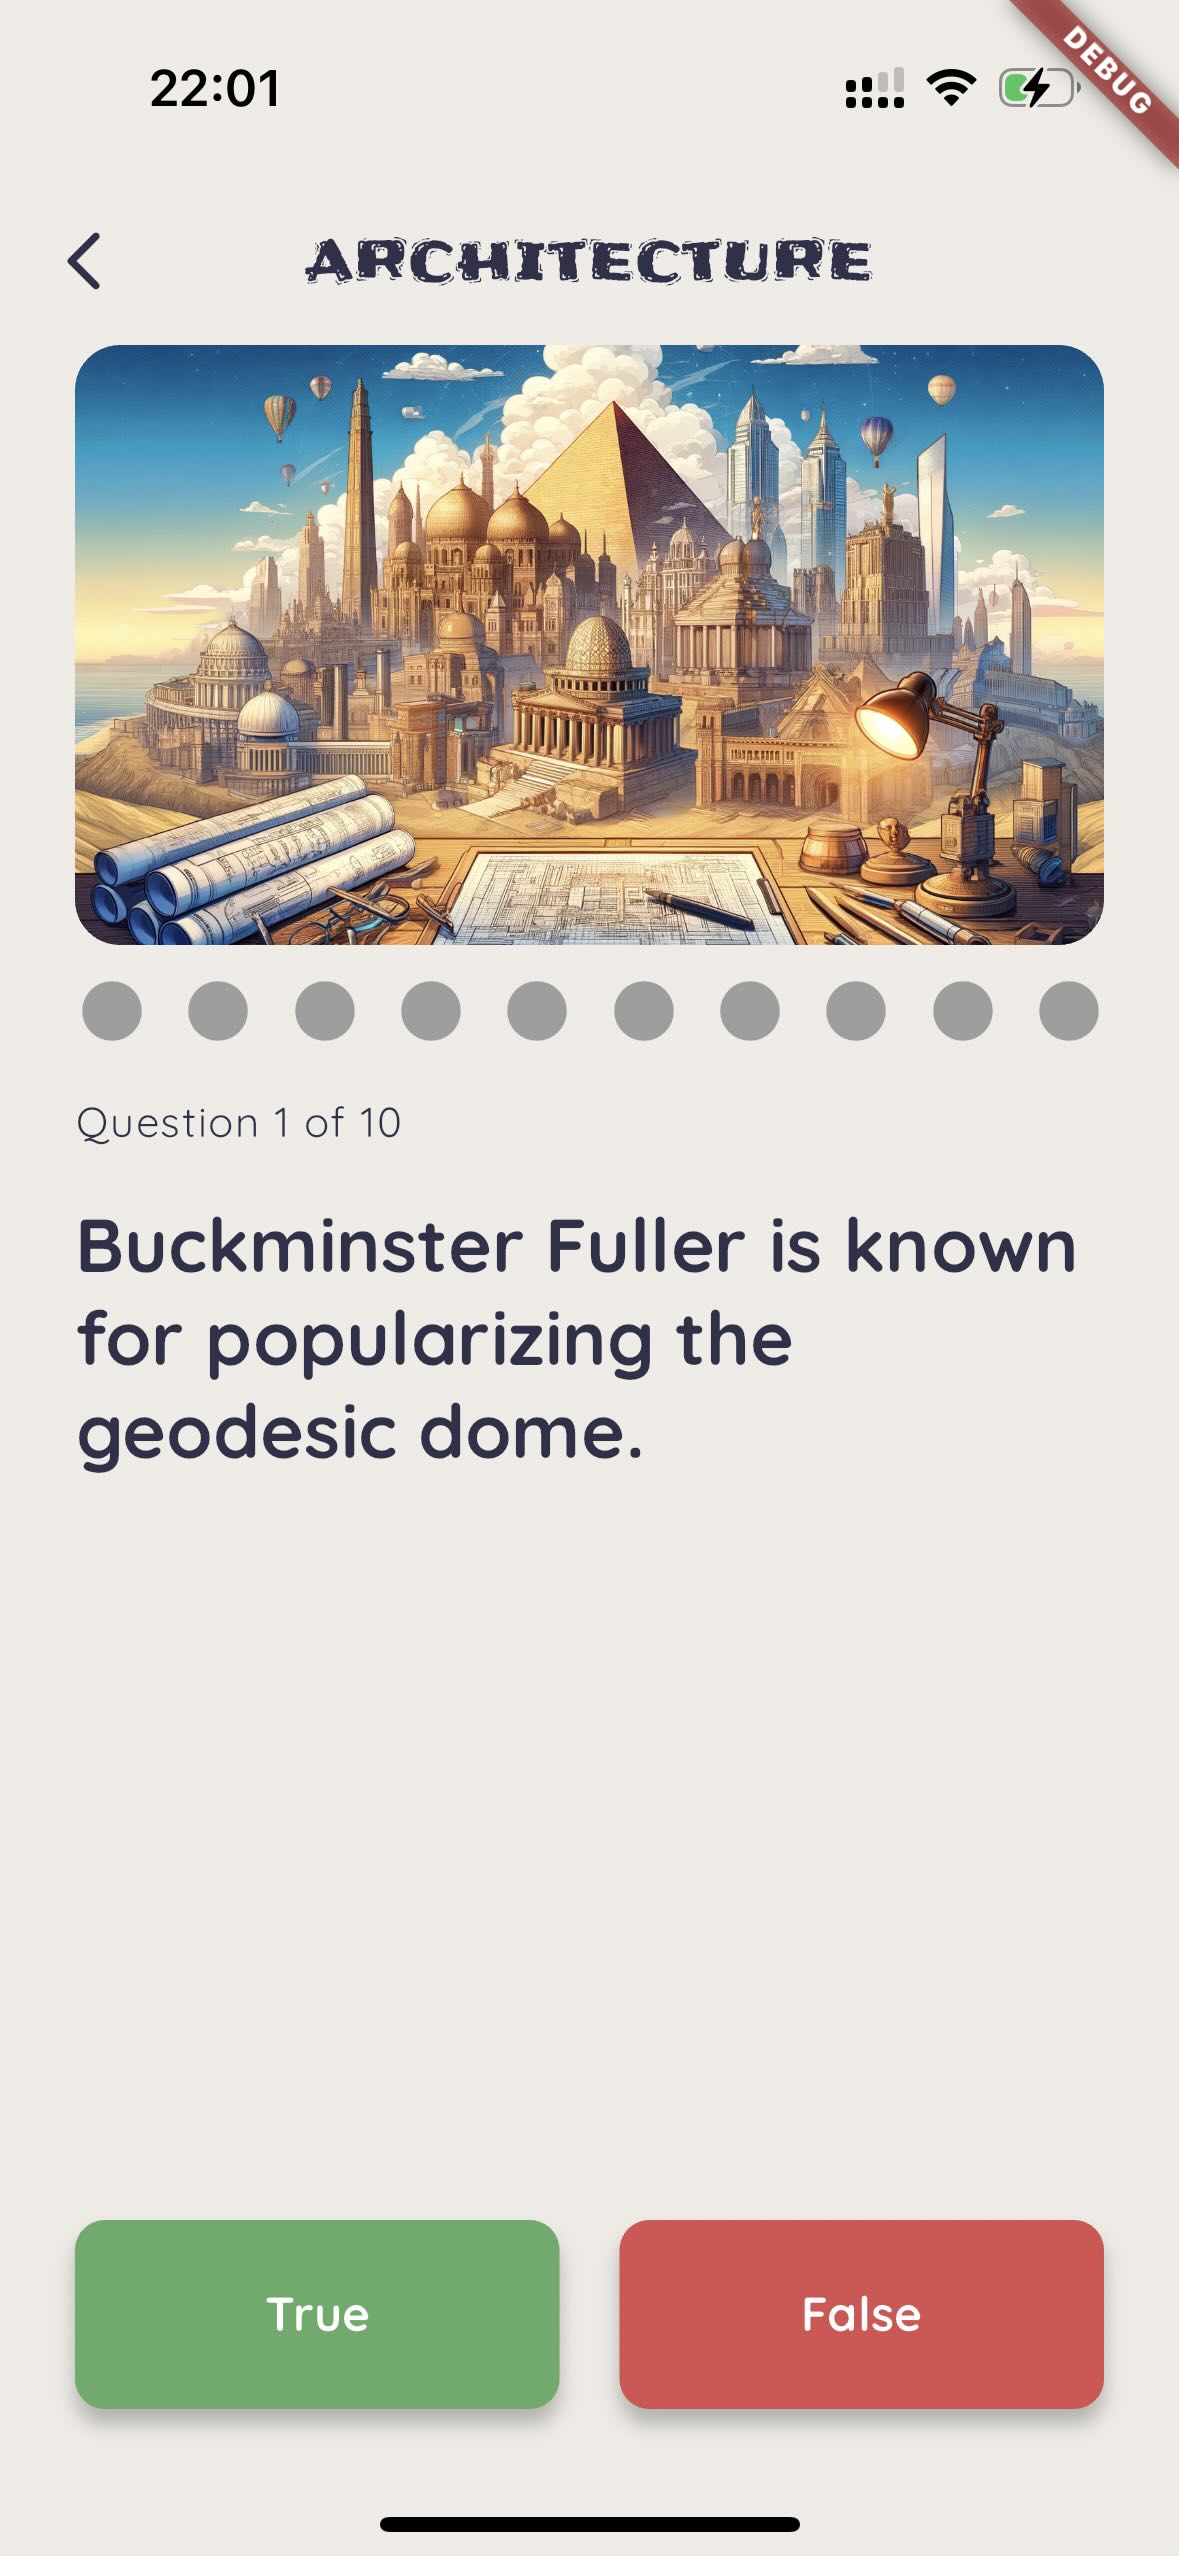 22:01
DEBUG
ARCHITECTURE
Question 1 of 10
Buckminster Fuller is known
for popularizing the
geodesic dome.
True
False